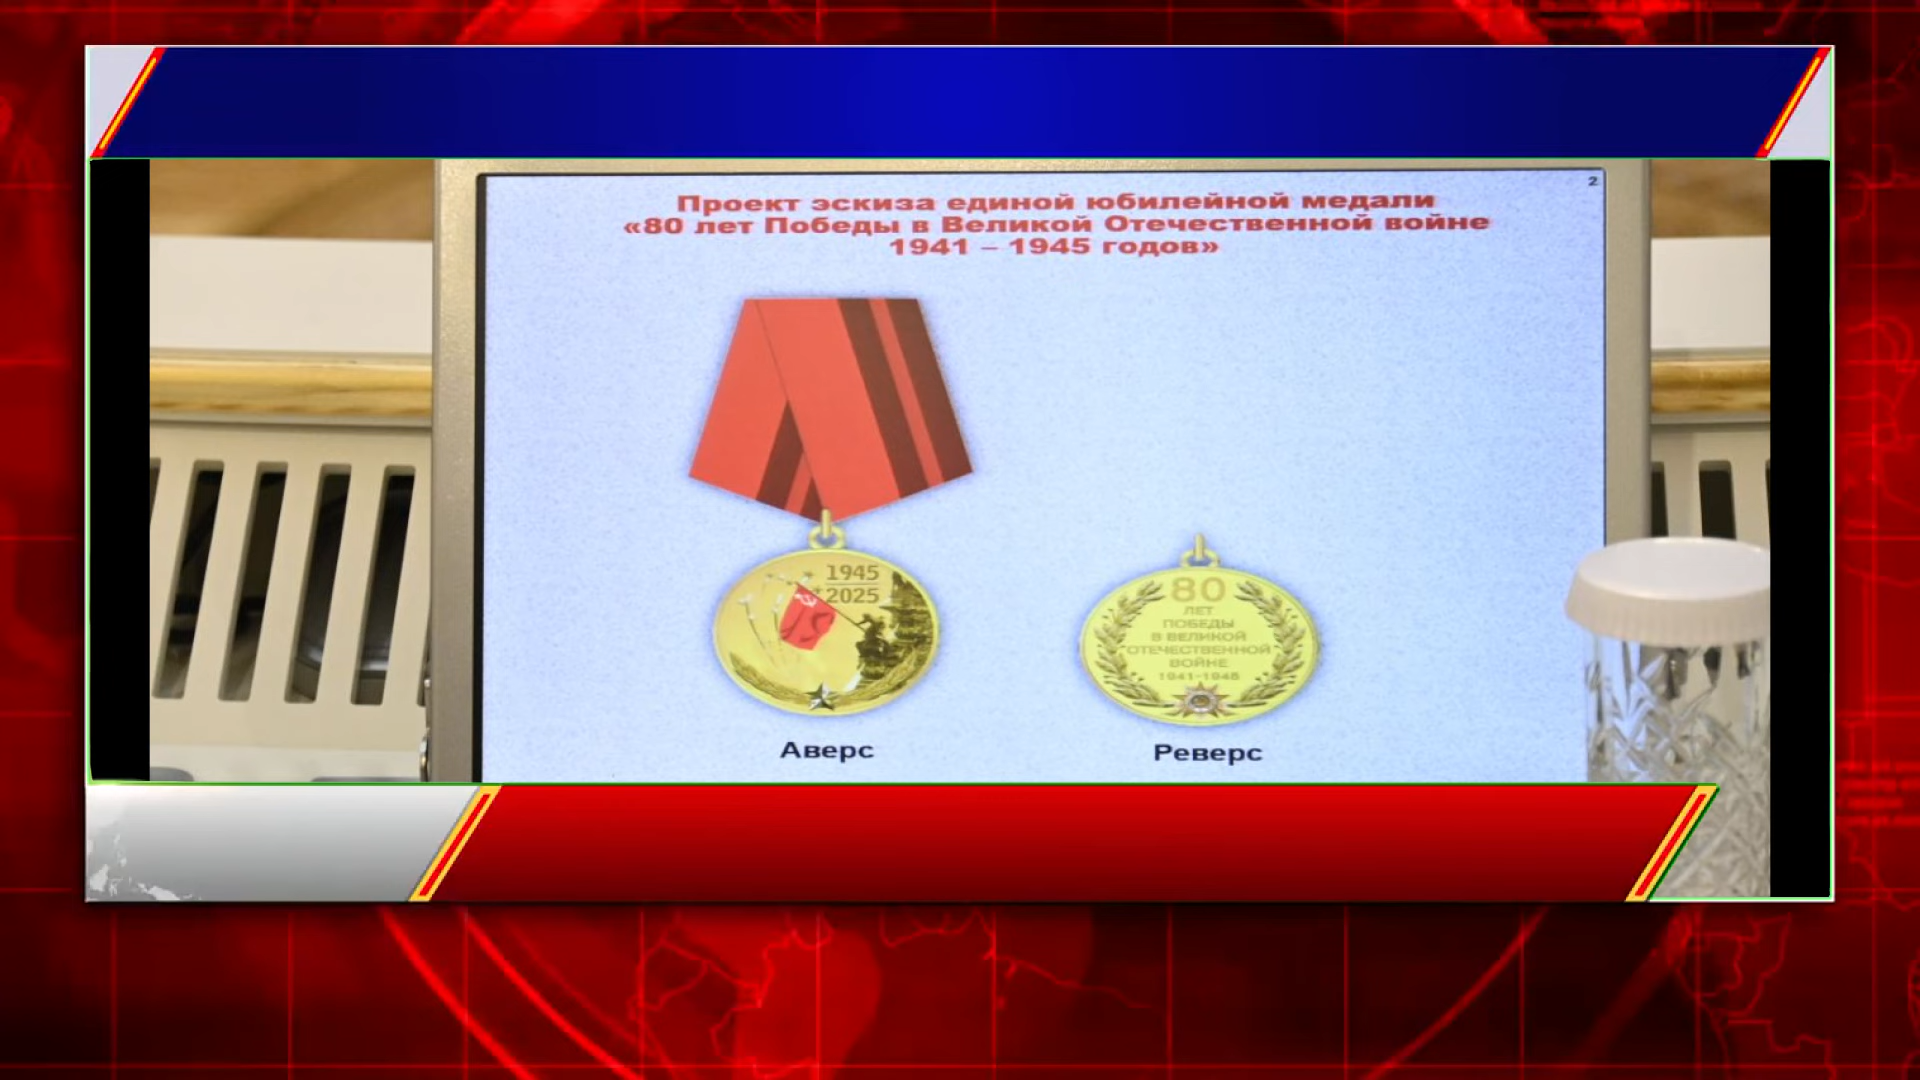 2
Проект эскиза единой юбилейной медали
«80 лет Победы в Великой Отечественной войне
1941 – 1945 годов»
1945
2025
80
ЛЕТ
ПОБЕДЫ
В ВЕЛИКОЙ
ОТЕЧЕСТВЕННОЙ
ВОЙНЕ
1941-1945
Аверс
Реверс